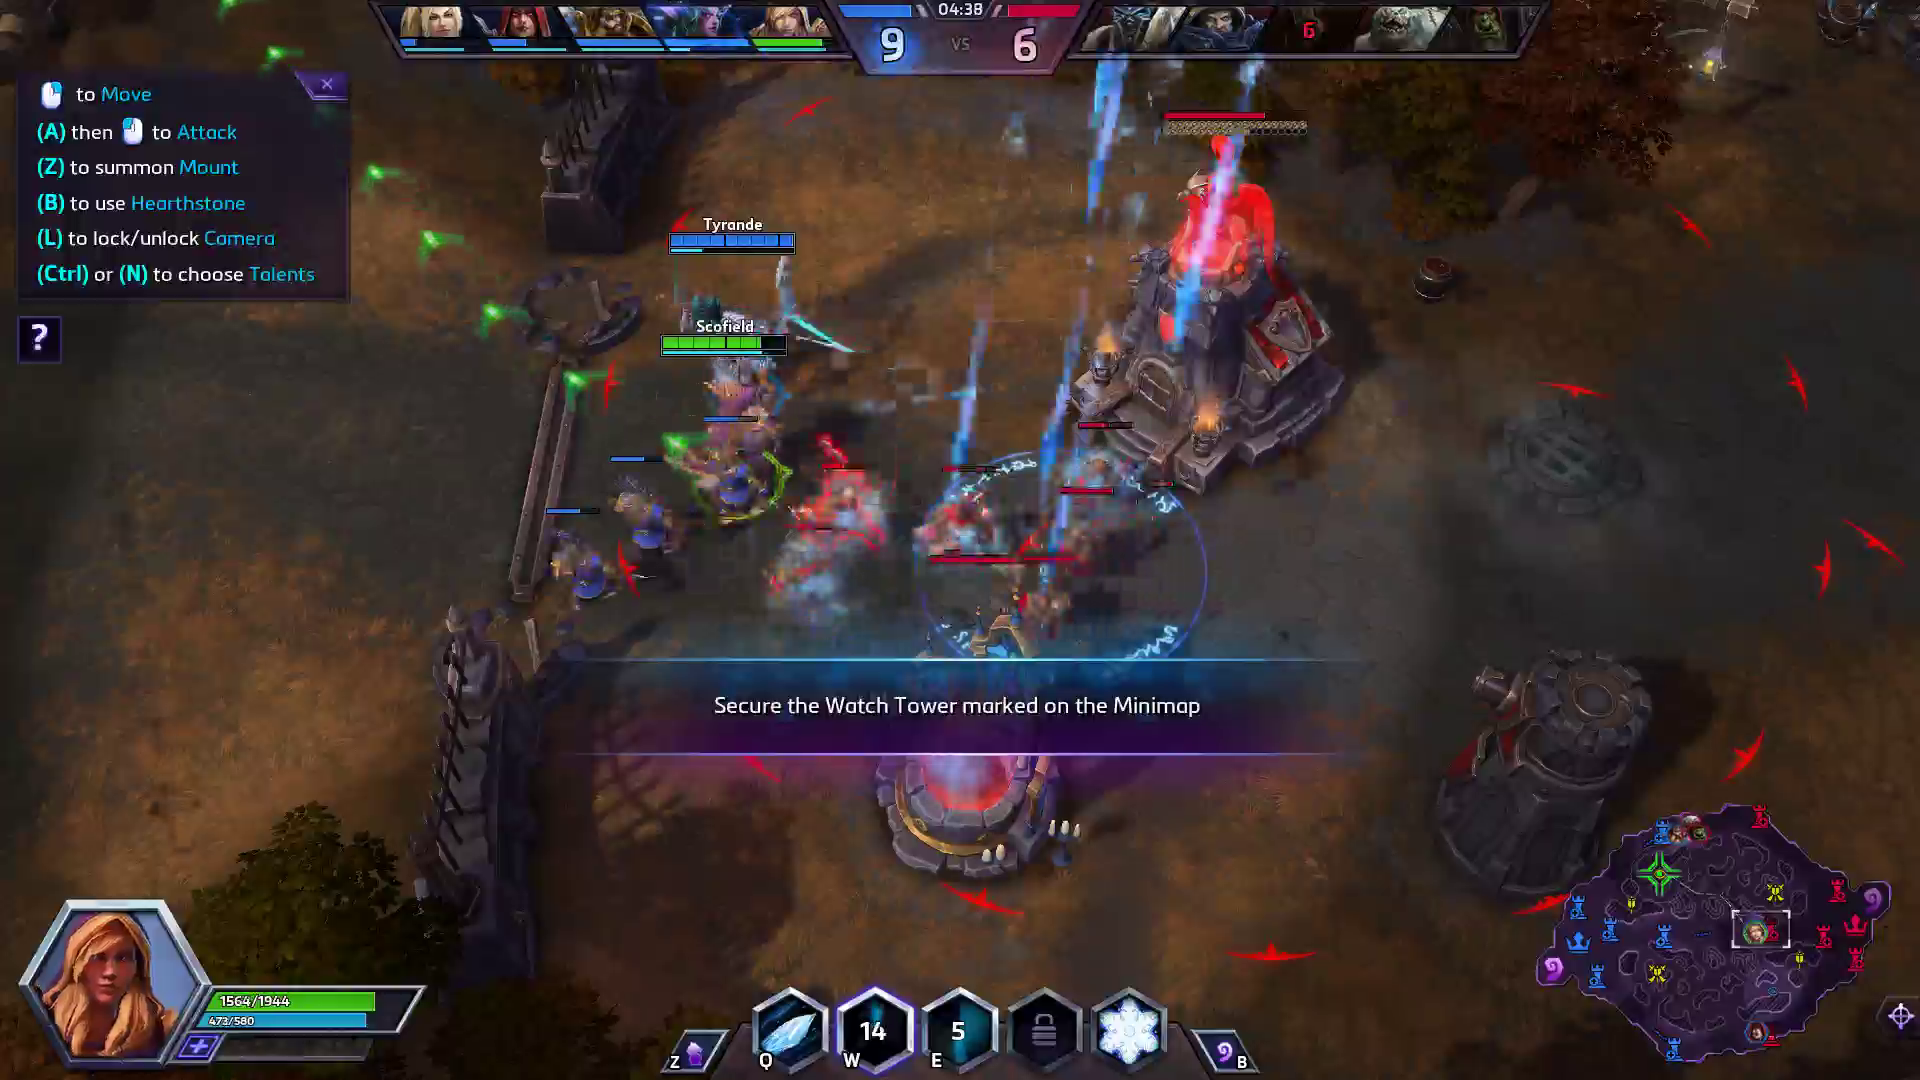 04:38
9 VS 6
6
to Move
(A) then to Attack
(Z) to summon Mount
(B) to use Hearthstone
(L) to lock/unlock Camera
(Ctrl) or (N) to choose Talents
?
Tyrande
Scofield
Secure the Watch Tower marked on the Minimap
1564/1944
473/580
14
5
Z
Q
W
E
B